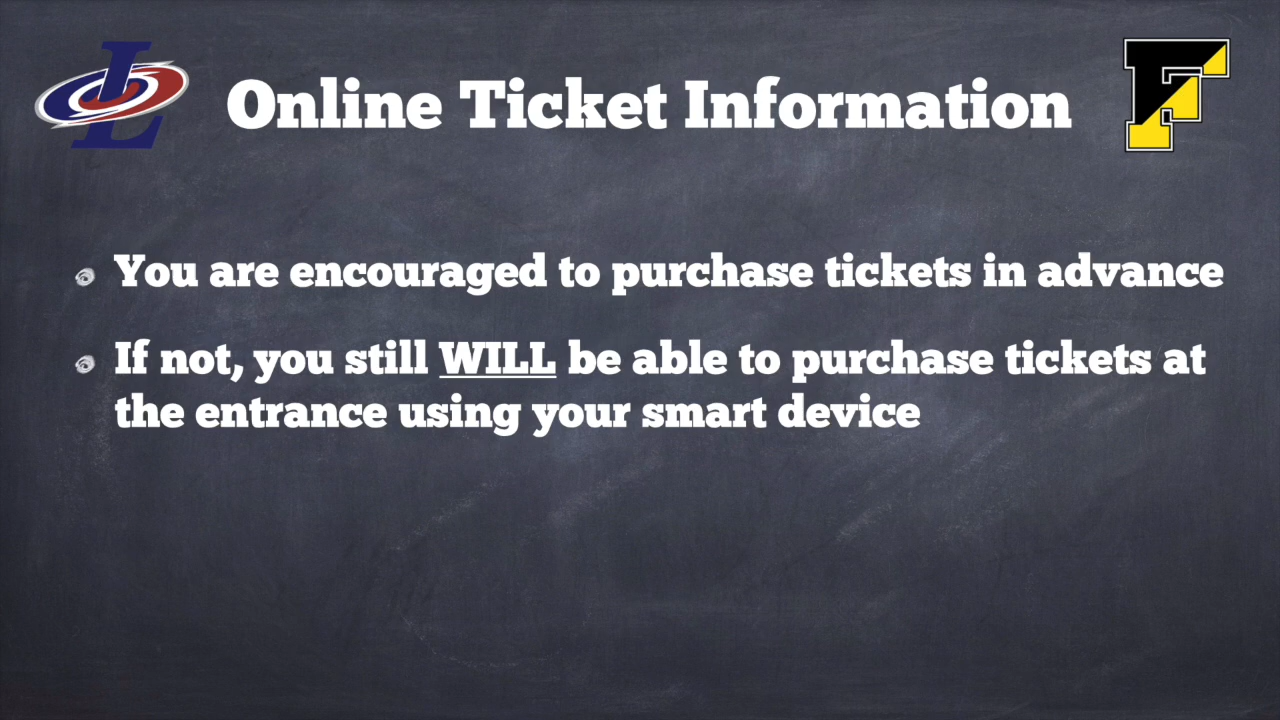 L
Online Ticket Information
F
You are encouraged to purchase tickets in advance
If not, you still WILL be able to purchase tickets at
the entrance using your smart device